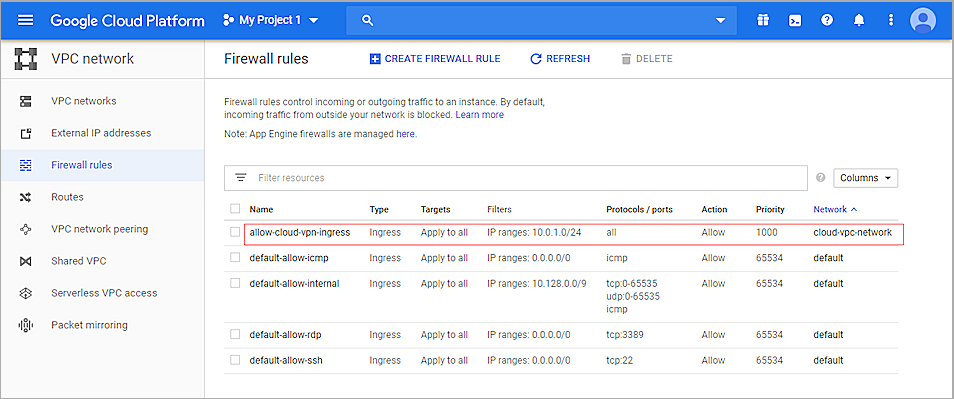 Google Cloud Platform My Project 1
VPC network
Firewall rules CREATE FIREWALL RULE REFRESH DELETE
VPC networks
External IP addresses
Firewall rules
Routes
VPC network peering
Shared VPC
Serverless VPC access
Packet mirroring
Firewall rules control incoming or outgoing traffic to an instance. By default,
incoming traffic from outside your network is blocked. Learn more
Note: App Engine firewalls are managed here.
Filter resources ? Columns
Name Type Targets Filters Protocols / ports Action Priority Network
allow-cloud-vpn-ingress Ingress Apply to all IP ranges: 10.0.1.0/24 all Allow 1000 cloud-vpc-network
default-allow-icmp Ingress Apply to all IP ranges: 0.0.0.0/0 icmp Allow 65534 default
default-allow-internal Ingress Apply to all IP ranges: 10.128.0.0/9 tcp:0-65535 Allow 65534 default
udp:0-65535
icmp
default-allow-rdp Ingress Apply to all IP ranges: 0.0.0.0/0 tcp:3389 Allow 65534 default
default-allow-ssh Ingress Apply to all IP ranges: 0.0.0.0/0 tcp:22 Allow 65534 default